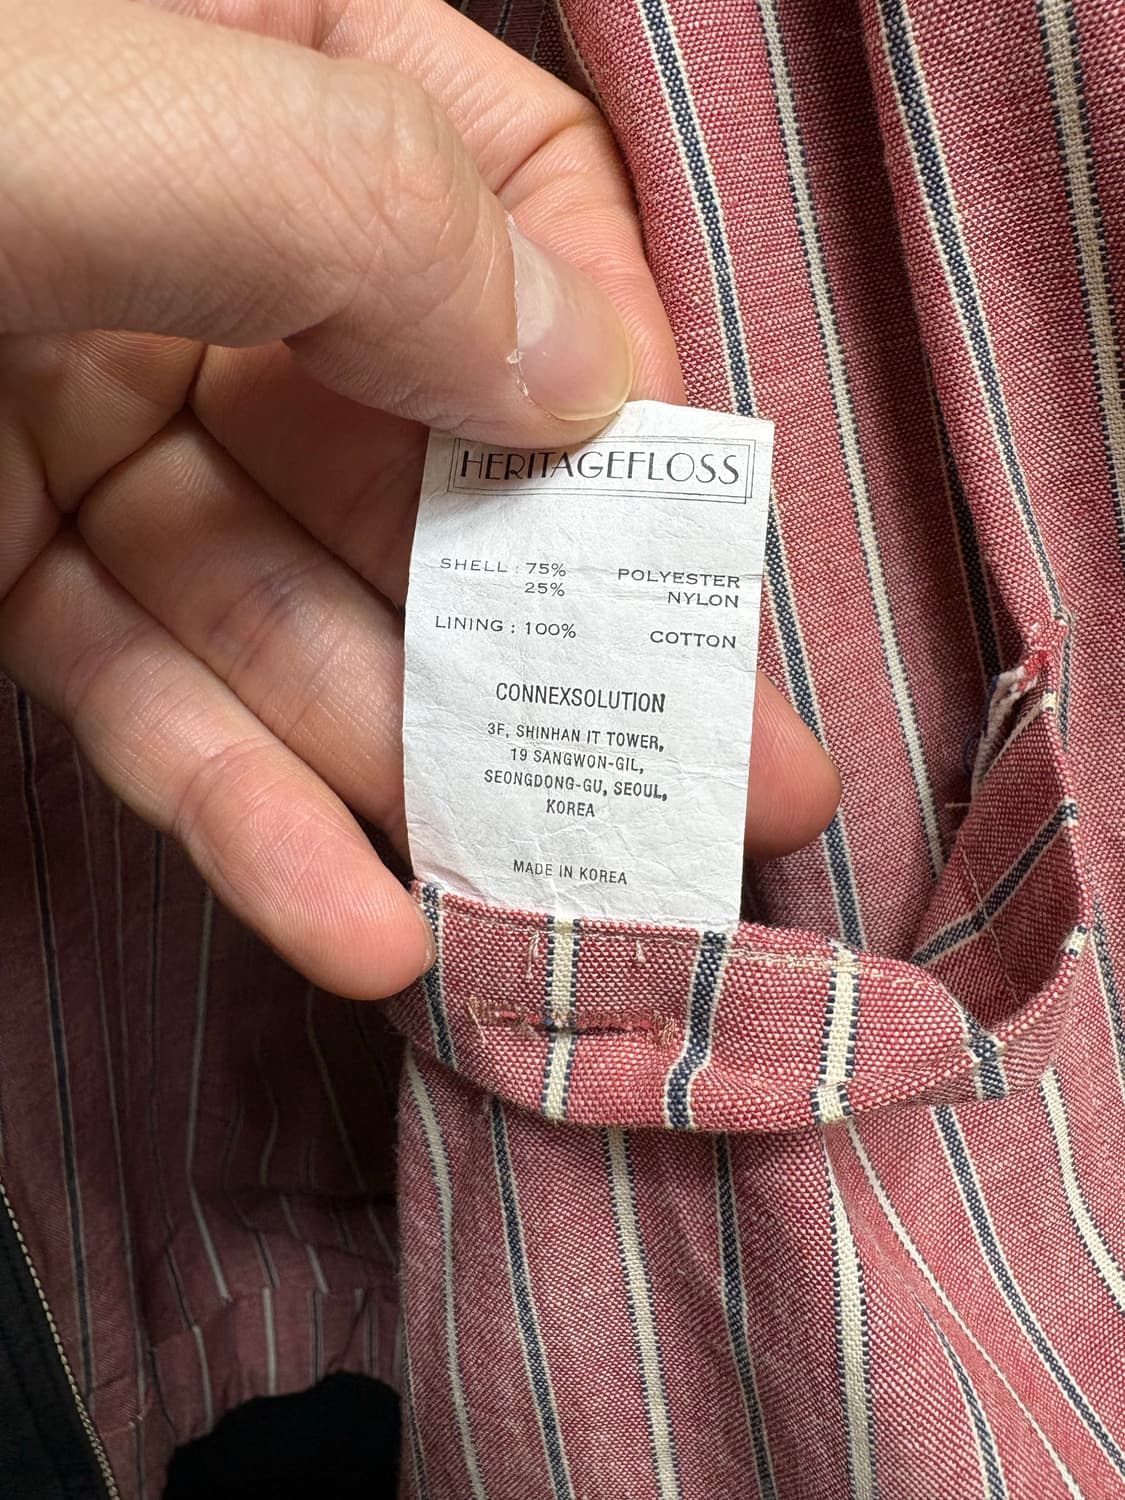 HERITAGEFLOSS
SHELL : 75% POLYESTER
25% NYLON
LINING : 100% COTTON
CONNEXSOLUTION
3F, SHINHAN IT TOWER,
19 SANGWON-GIL,
SEONGDONG-GU, SEOUL,
KOREA
MADE IN KOREA